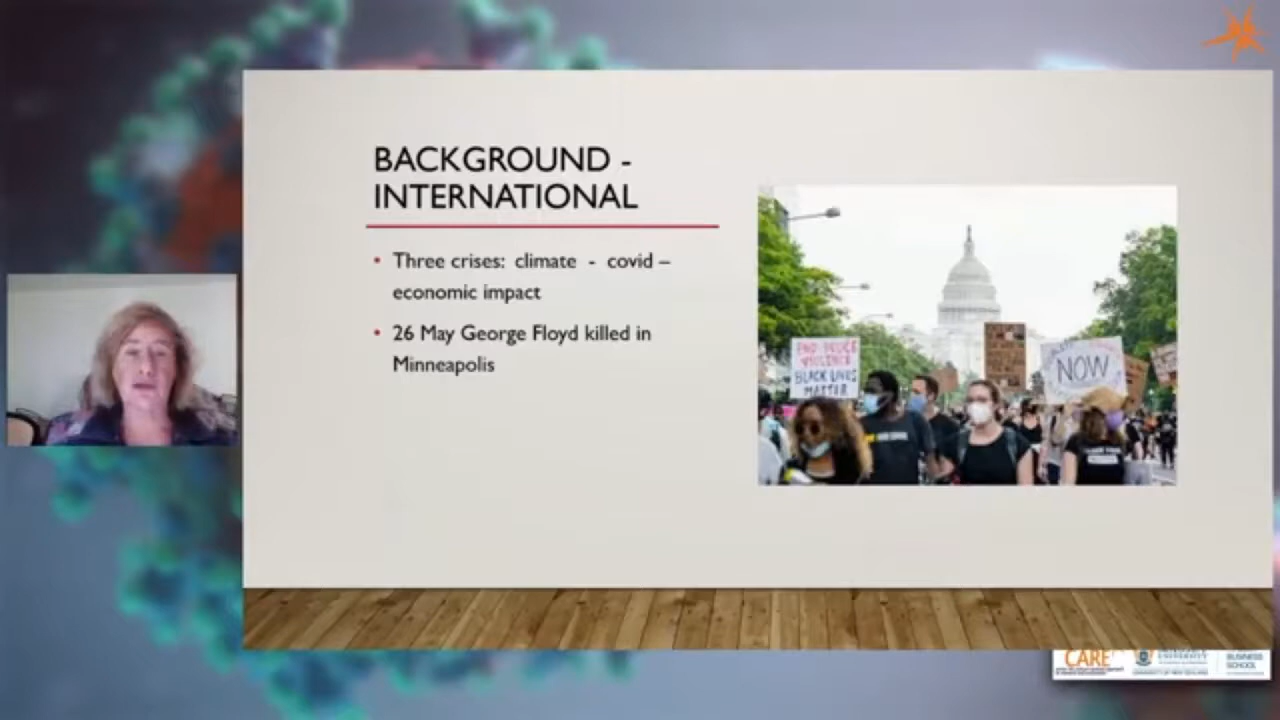 BACKGROUND -
INTERNATIONAL
• Three crises: climate - covid –
economic impact
• 26 May George Floyd killed in
Minneapolis
END POLICE
VIOLENCE
BLACK LIVES
MATTER
NOW
CARE
UNIVERSITY
BUSINESS
SCHOOL